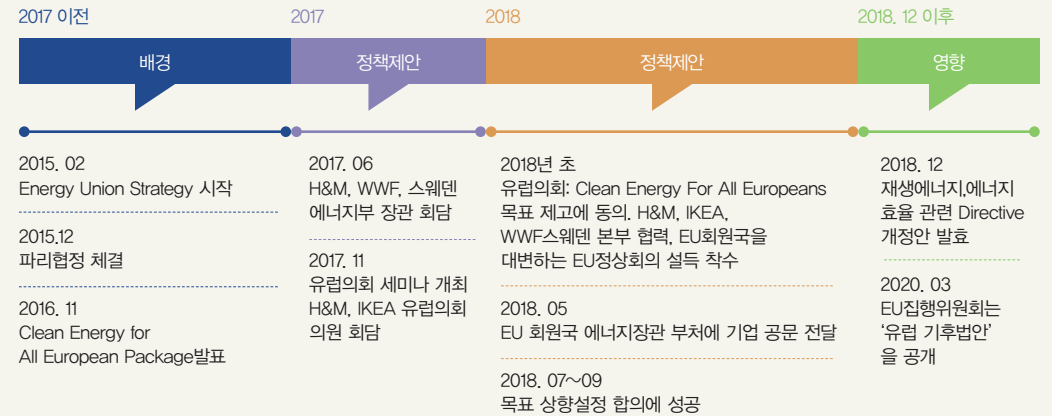 2017 이전
2017
2018
2018. 12 이후
배경
정책제안
정책제안
영향
2015. 02
Energy Union Strategy 시작
2015.12
파리협정 체결
2016. 11
Clean Energy for
All European Package발표
2017. 06
H&M, WWF, 스웨덴
에너지부 장관 회담
2017. 11
유럽의회 세미나 개최
H&M, IKEA 유럽의회
의원 회담
2018년 초
유럽의회: Clean Energy For All Europeans
목표 제고에 동의. H&M, IKEA,
WWF스웨덴 본부 협력, EU회원국을
대변하는 EU정상회의 설득 착수
2018. 05
EU 회원국 에너지장관 부처에 기업 공문 전달
2018. 07~09
목표 상향설정 합의에 성공
2018. 12
재생에너지,에너지
효율 관련 Directive
개정안 발효
2020. 03
EU집행위원회는
‘유럽 기후법안’
을 공개